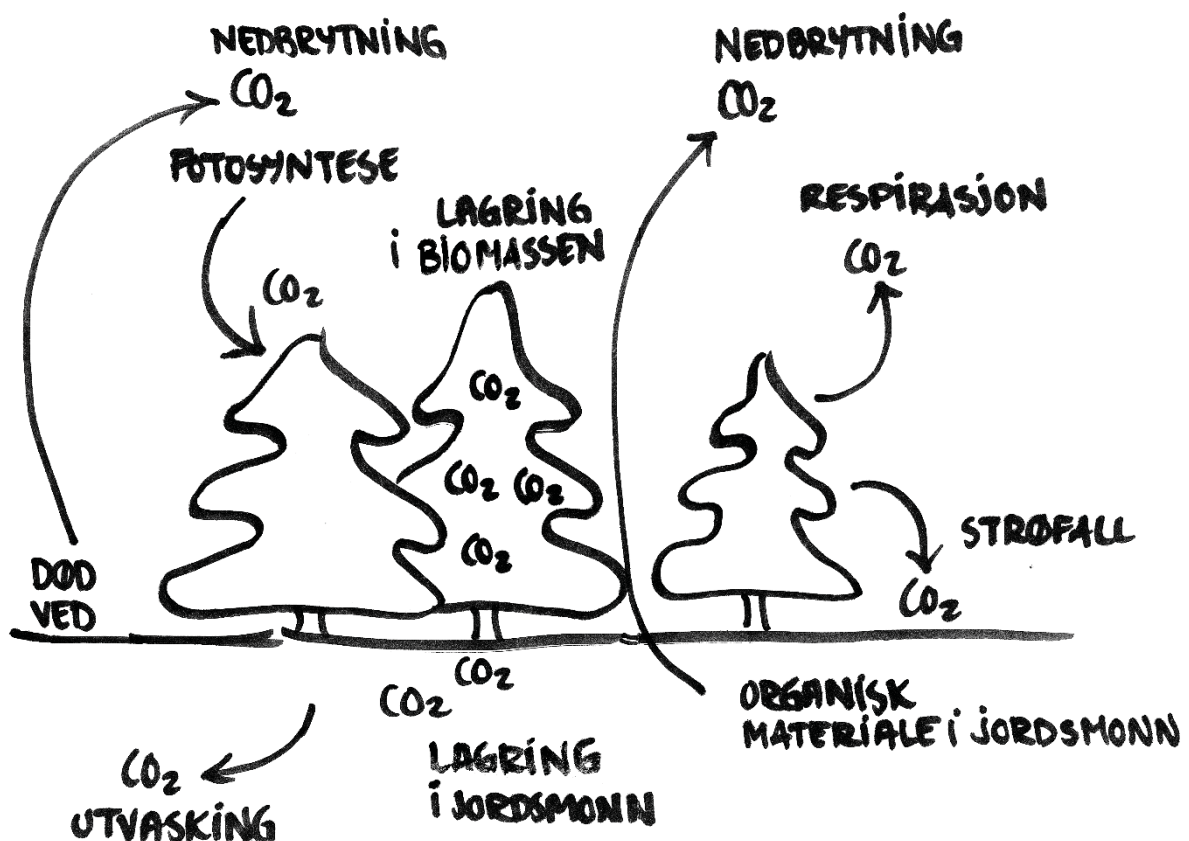 NEDBRYTNING
CO₂
FOTOSYNTESE
CO₂
LAGRING
i BIOMASSEN
CO₂
CO₂ CO₂
CO₂
DØD
VED
NEDBRYTNING
CO₂
RESPIRASJON
CO₂
STRØFALL
CO₂
CO₂
CO₂
LAGRING
i JORDSMONN
CO₂
UTVASKING
ORGANISK
MATERIALE i JORDSMONN